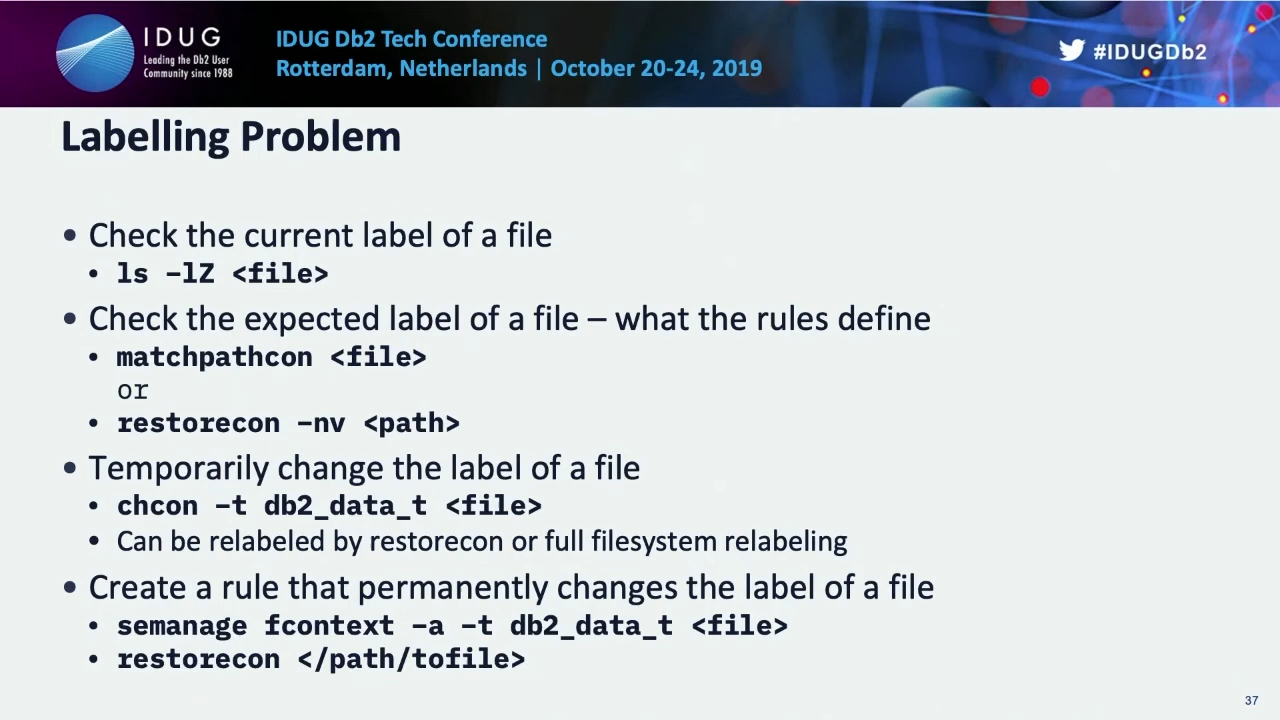 IDUG
Leading the Db2 User
Community since 1988
IDUG Db2 Tech Conference
Rotterdam, Netherlands | October 20-24, 2019
#IDUGDb2
Labelling Problem
• Check the current label of a file
• ls –lZ <file>
• Check the expected label of a file – what the rules define
• matchpathcon <file>
or
• restorecon –nv <path>
• Temporarily change the label of a file
• chcon –t db2_data_t <file>
• Can be relabeled by restorecon or full filesystem relabeling
• Create a rule that permanently changes the label of a file
• semanage fcontext –a –t db2_data_t <file>
• restorecon </path/tofile>
37